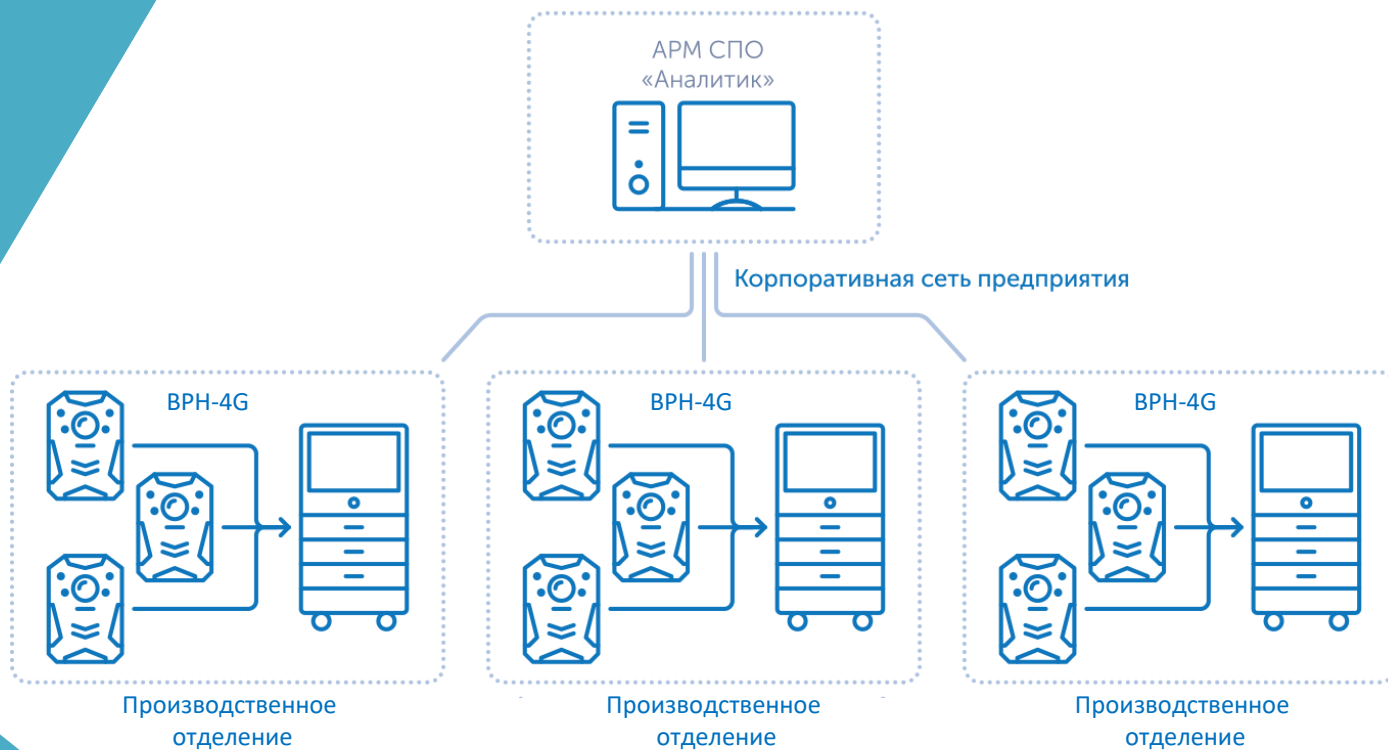 АРМ СПО
«Аналитик»
Корпоративная сеть предприятия
ВРН-4G
ВРН-4G
ВРН-4G
Производственное
отделение
Производственное
отделение
Производственное
отделение